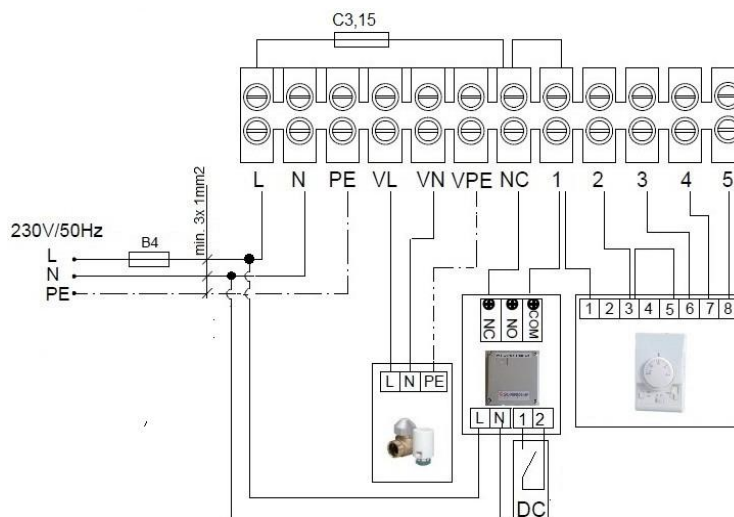 C3,15
L N PE VL VN VPE NC 1 2 3 4 5
min. 3x 1mm2
230V/50Hz
L B4
N
PE
NC NO COM
1 2 3 4 5 6 7 8
L N PE
L N 1 2
DC